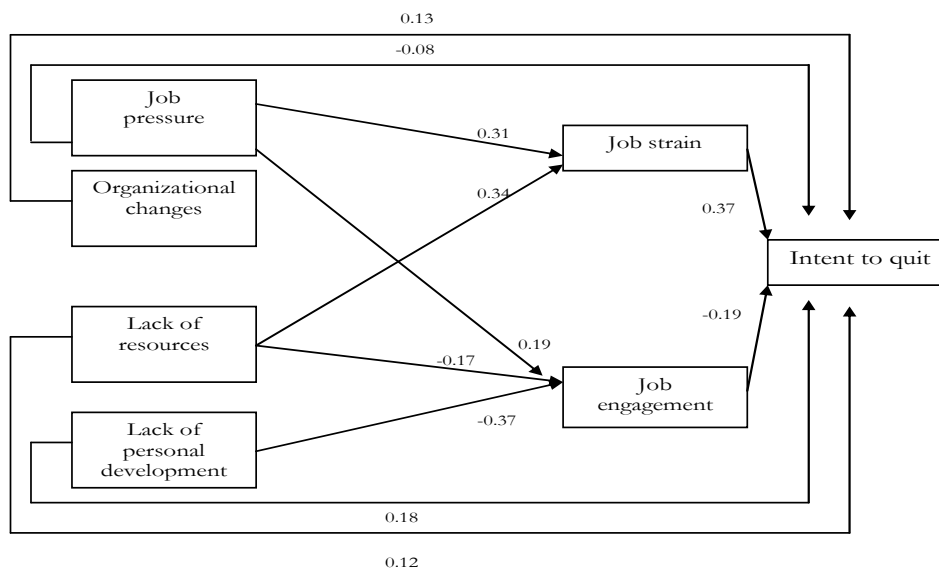 0.13
-0.08
Job
pressure
0.31
Job strain
Organizational
changes
0.34
0.37
Intent to quit
Lack of
resources
-0.17
0.19
-0.19
Job
engagement
-0.37
Lack of
personal
development
0.18
0.12